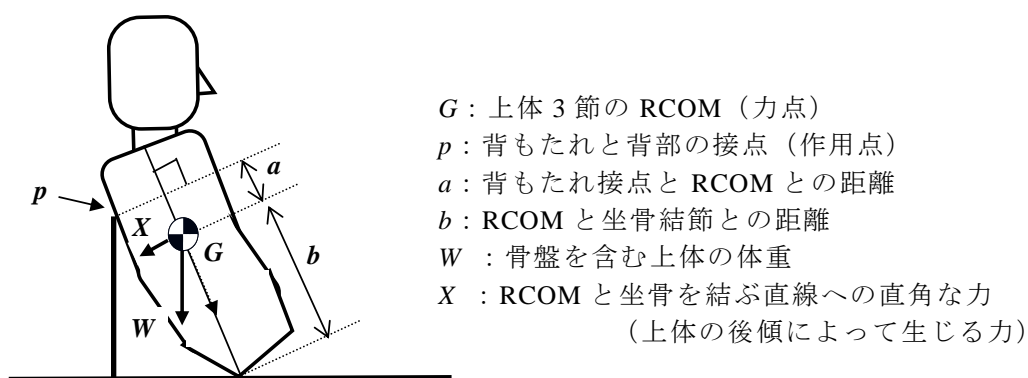 G：上体３節の RCOM（力点）
p：背もたれと背部の接点（作用点）
a：背もたれ接点と RCOM との距離
b：RCOM と坐骨結節との距離
W ：骨盤を含む上体の体重
X ：RCOM と坐骨を結ぶ直線への直角な力
（上体の後傾によって生じる力）
a
p
X
G
b
W